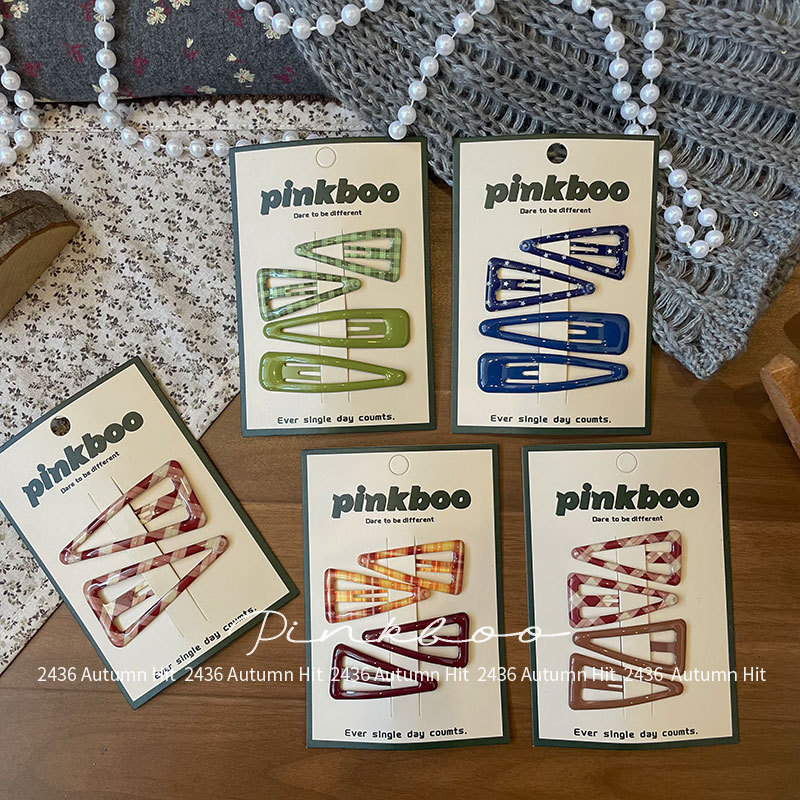 pinkboo
Dare to be different
Ever single day coumts.
pinkboo
Dare to be different
Ever single day coumts.
pinkboo
Dare to be different
Ever single day coumts.
pinkboo
Dare to be different
Ever single day coumts.
pinkboo
Dare to be different
Ever single day coumts.
Pinkboo
2436 Autumn Hit 2436 Autumn Hit 2436 Autumn Hit 2436 Autumn Hit 2436 Autumn Hit